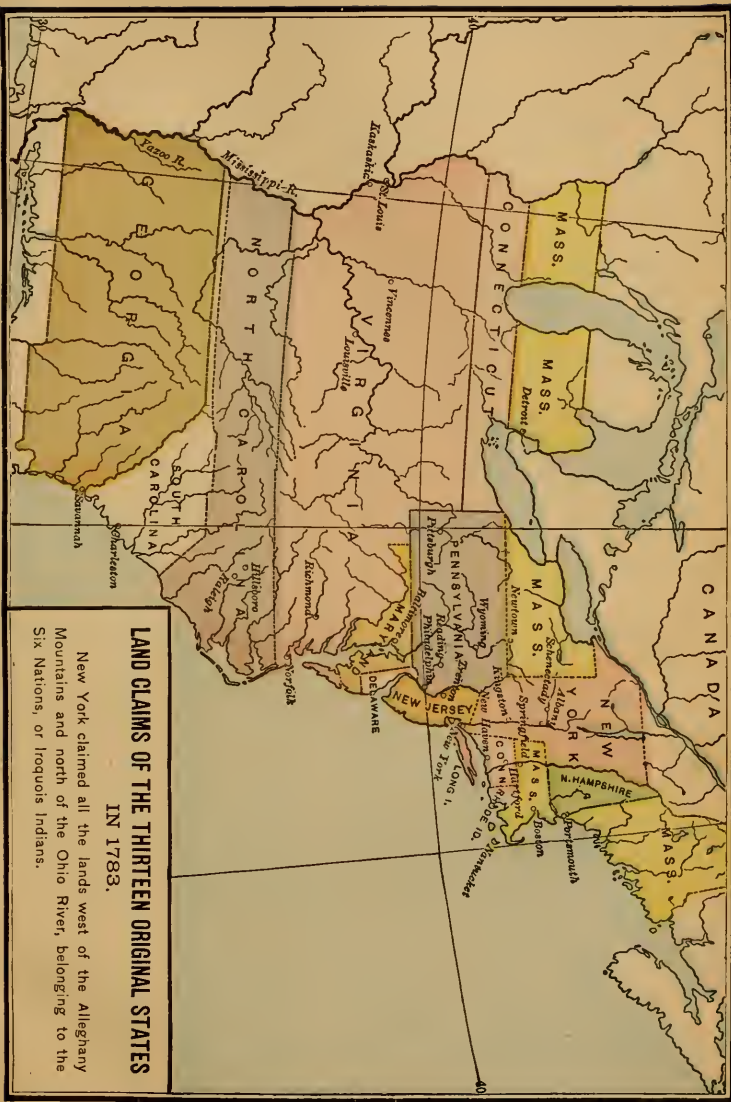 LAND CLAIMS OF THE THIRTEEN ORIGINAL STATES
IN 1783.
New York claimed all the lands west of the Alleghany
Mountains and north of the Ohio River, belonging to the
Six Nations, or Iroquois Indians.
CANADA
MASS.
MASS.
Detroit
CONNECTICUT
MASS.
NEW
YORK
Newtown
Schenectady
Albany
Kingston
N. HAMPSHIRE
MASS.
Portsmouth
MASS.
Boston
Springfield
Hartford
CONN.
New Haven
Nantucket
LONG I.
New York
PENNSYLVANIA
Wyoming
Pittsburgh
Reading
Philadelphia
Trenton
NEW JERSEY
DELAWARE
Baltimore
VIRGINIA
St. Louis
Kaskaskia
Vincennes
Louisville
Richmond
Norfolk
NORTH CAROLINA
Hillsboro
Raleigh
Mississippi R.
SOUTH
CAROLINA
Charleston
GEORGIA
Yazoo R.
Savannah
40
40
30